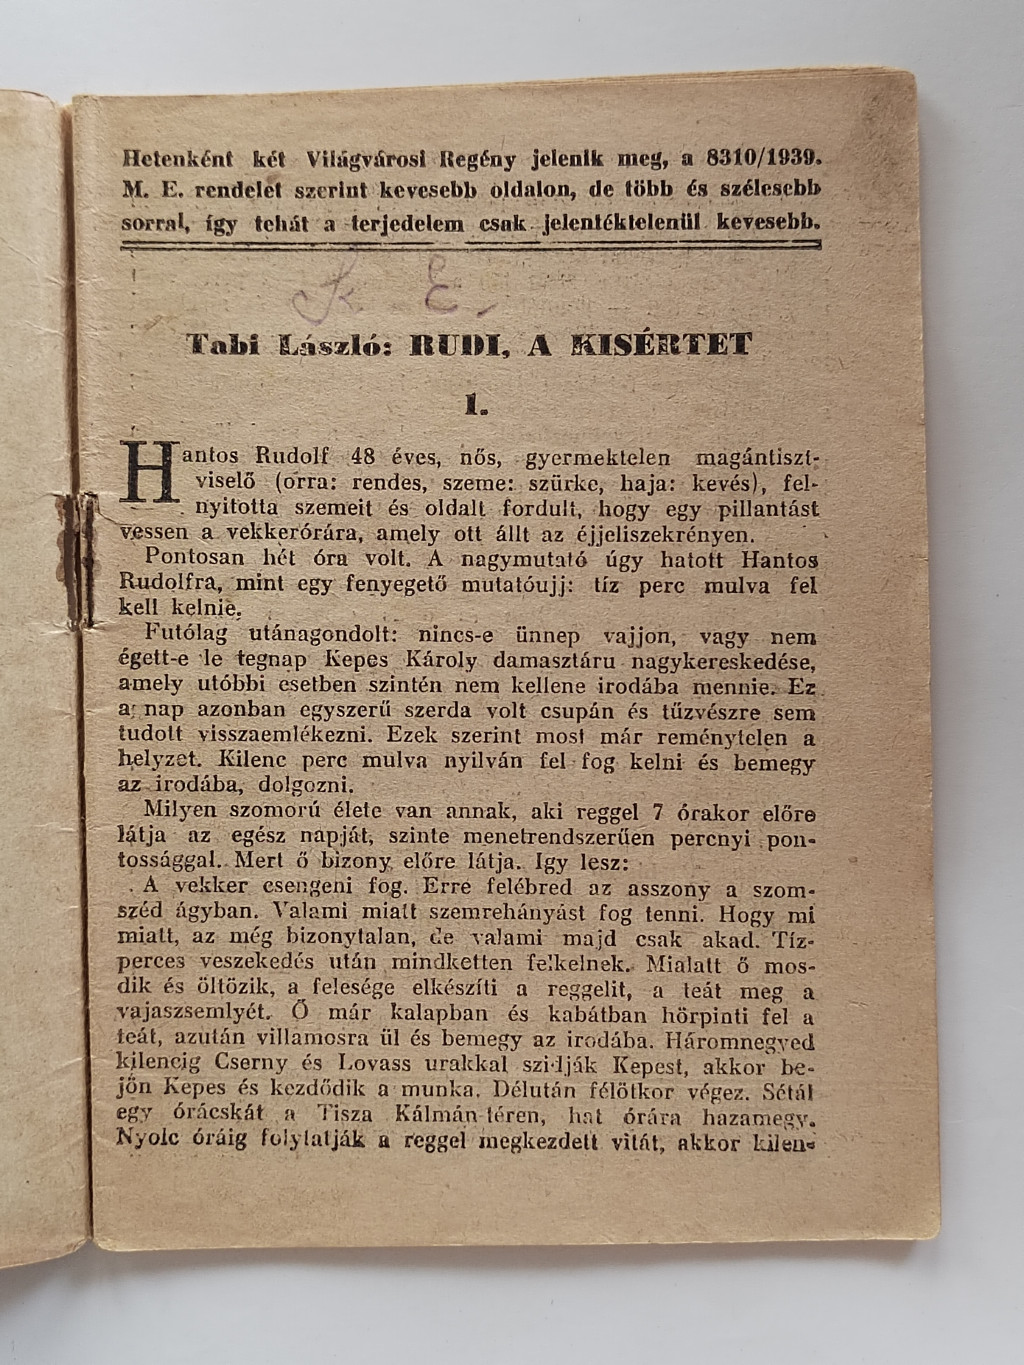 Hetenként két Világvárosi Regény jelenik meg, a 8310/1939.
M. E. rendelet szerint kevesebb oldalon, de több és szélesebb
sorral, így tehát a terjedelem csak jelentéktelenül kevesebb.
K E.
Tabi László: RUDI, A KISÉRTET
1.
Hantos Rudolf 48 éves, nős, gyermektelen magántiszt-
viselő (orra: rendes, szeme: szürke, haja: kevés), fel-
nyitotta szemeit és oldalt fordult, hogy egy pillantást
vessen a vekkerórára, amely ott állt az éjjeliszekrényen.
Pontosan hét óra volt. A nagymutató úgy hatott Hantos
Rudolfra, mint egy fenyegető mutatóujj: tíz perc mulva fel
kell kelnie.
Futólag utánagondolt: nincs-e ünnep vajjon, vagy nem
égett-e le tegnap Kepes Károly damasztáru nagykereskedése,
amely utóbbi esetben szintén nem kellene irodába mennie. Ez
a nap azonban egyszerű szerda volt csupán és tűzvészre sem
tudott visszaemlékezni. Ezek szerint most már reménytelen a
helyzet. Kilenc perc mulva nyilván fel fog kelni és bemegy
az irodába, dolgozni.
Milyen szomorú élete van annak, aki reggel 7 órakor előre
látja az egész napját, szinte menetrendszerűen percnyi pon-
tossággal. Mert ő bizony előre látja. Igy lesz:
A vekker csengeni fog. Erre felébred az asszony a szom-
széd ágyban. Valami miatt szemrehányást fog tenni. Hogy mi
miatt, az még bizonytalan, de valami majd csak akad. Tíz-
perces veszekedés után mindketten felkelnek. Mialatt ő mos-
dik és öltözik, a felesége elkészíti a reggelit, a teát meg a
vajaszsemlyét. Ő már kalapban és kabátban hörpinti fel a
teát, azután villamosra ül és bemegy az irodába. Háromnegyed
kilencig Cserny és Lovass urakkal szidják Kepest, akkor be-
jön Kepes és kezdődik a munka. Délután félötkor végez. Sétál
egy órácskát a Tisza Kálmán téren, hat órára hazamegy.
Nyolc óráig folytatják a reggel megkezdett vitát, akkor kilen-